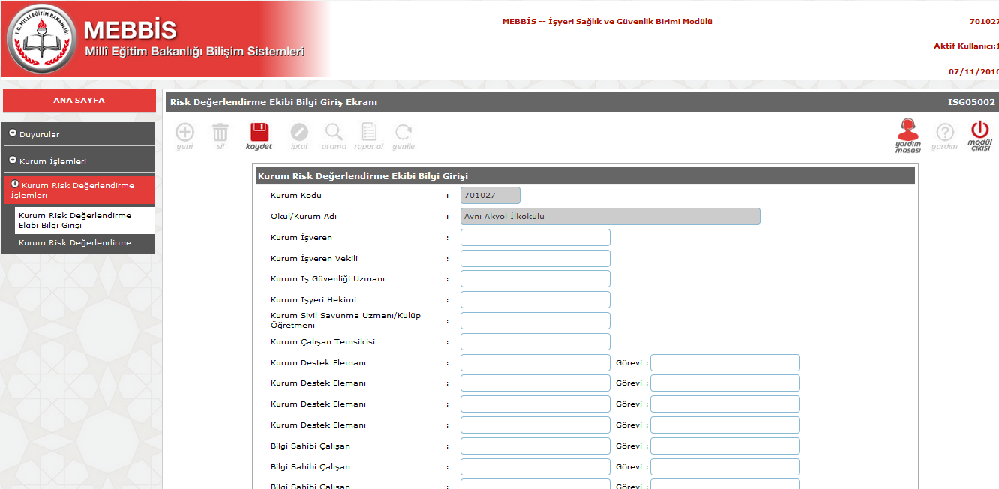 T.C. MİLLİ EĞİTİM BAKANLIĞI
MEBBİS
Millî Eğitim Bakanlığı Bilişim Sistemleri
MEBBİS -- İşyeri Sağlık ve Güvenlik Birimi Modülü
701027
Aktif Kullanıcı:1
07/11/2016
ANA SAYFA
Duyurular
Kurum İşlemleri
Kurum Risk Değerlendirme
İşlemleri
Kurum Risk Değerlendirme
Ekibi Bilgi Girişi
Kurum Risk Değerlendirme
Risk Değerlendirme Ekibi Bilgi Giriş Ekranı ISG05002
yeni sil kaydet iptal arama rapor al yenile
yardım
masası
yardım
modül
çıkışı
Kurum Risk Değerlendirme Ekibi Bilgi Girişi
Kurum Kodu : 701027
Okul/Kurum Adı : Avni Akyol İlkokulu
Kurum İşveren :
Kurum İşveren Vekili :
Kurum İş Güvenliği Uzmanı :
Kurum İşyeri Hekimi :
Kurum Sivil Savunma Uzmanı/Kulüp
Öğretmeni :
Kurum Çalışan Temsilcisi :
Kurum Destek Elemanı : Görevi :
Kurum Destek Elemanı : Görevi :
Kurum Destek Elemanı : Görevi :
Kurum Destek Elemanı : Görevi :
Bilgi Sahibi Çalışan : Görevi :
Bilgi Sahibi Çalışan : Görevi :
Bilgi Sahibi Çalışan : Görevi :